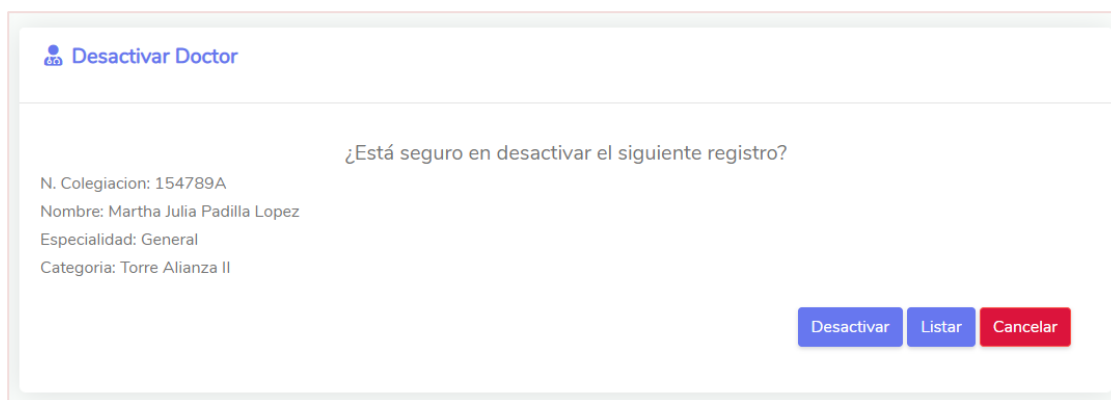 Desactivar Doctor
¿Está seguro en desactivar el siguiente registro?
N. Colegiacion: 154789A
Nombre: Martha Julia Padilla Lopez
Especialidad: General
Categoria: Torre Alianza II
Desactivar Listar Cancelar